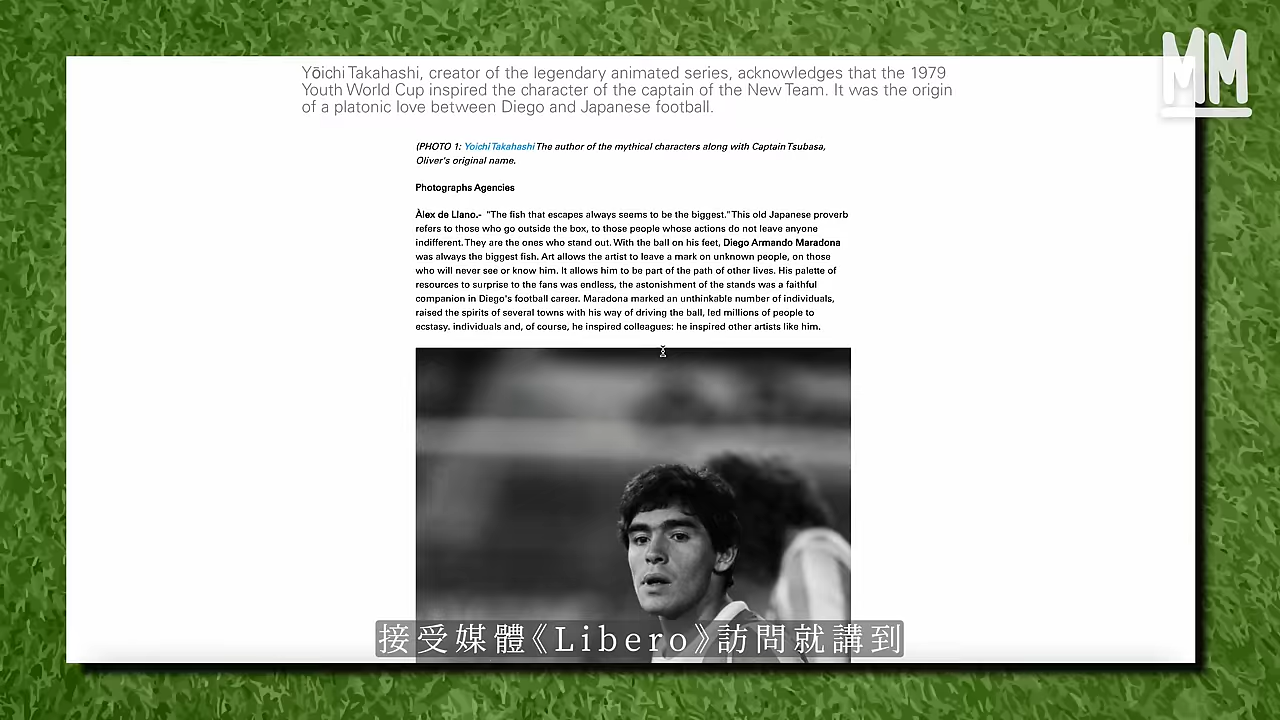 MM
Yōichi Takahashi, creator of the legendary animated series, acknowledges that the 1979
Youth World Cup inspired the character of the captain of the New Team. It was the origin
of a platonic love between Diego and Japanese football.
(PHOTO 1: Yoichi Takahashi The author of the mythical characters along with Captain Tsubasa,
Oliver's original name.
Photographs Agencies
Àlex de Llano.- "The fish that escapes always seems to be the biggest." This old Japanese proverb
refers to those who go outside the box, to those people whose actions do not leave anyone
indifferent. They are the ones who stand out. With the ball on his feet, Diego Armando Maradona
was always the biggest fish. Art allows the artist to leave a mark on unknown people, on those
who will never see or know him. It allows him to be part of the path of other lives. His palette of
resources to surprise to the fans was endless, the astonishment of the stands was a faithful
companion in Diego's football career. Maradona marked an unthinkable number of individuals,
raised the spirits of several towns with his way of driving the ball, led millions of people to
ecstasy. individuals and, of course, he inspired colleagues: he inspired other artists like him.
接受媒體《Libero》訪問就講到